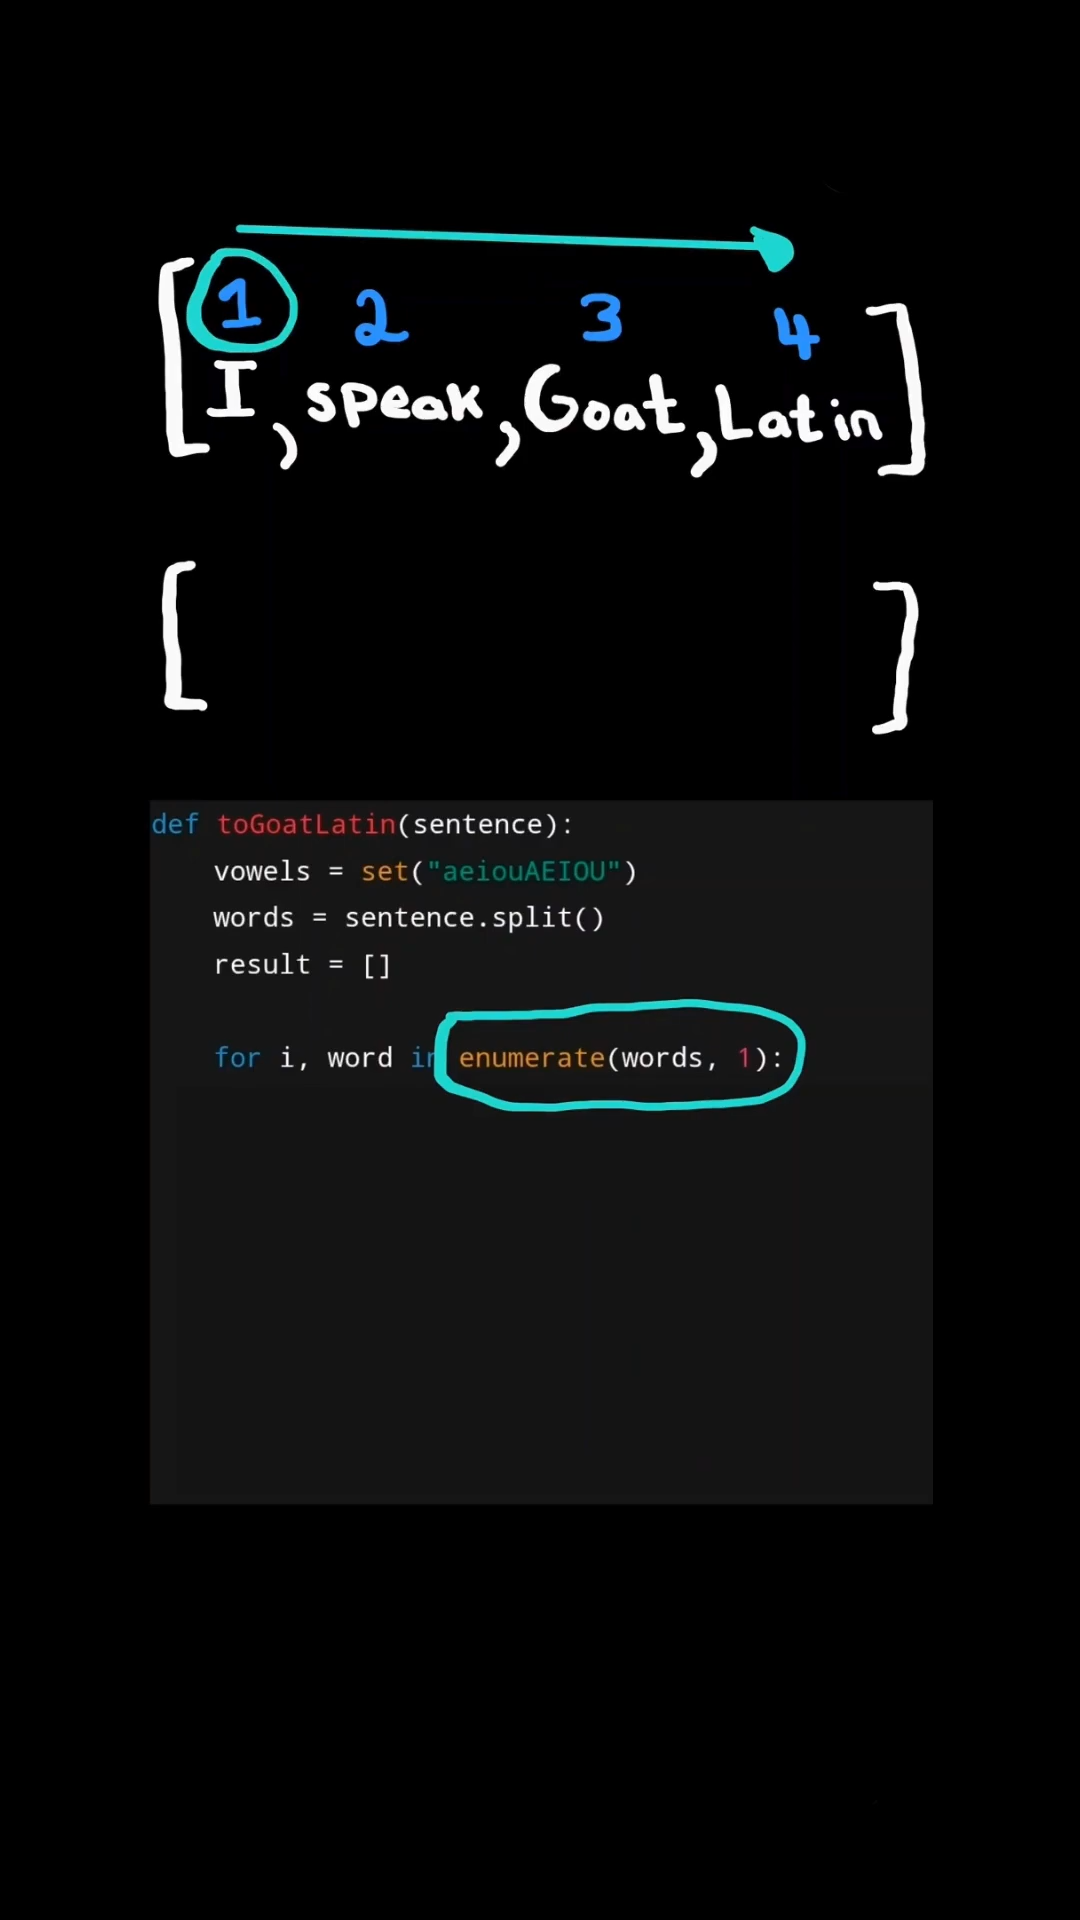 1 2 3 4
[I, speak, Goat, Latin]
[ ]
def toGoatLatin(sentence):
vowels = set("aeiouAEIOU")
words = sentence.split()
result = []
for i, word in enumerate(words, 1):